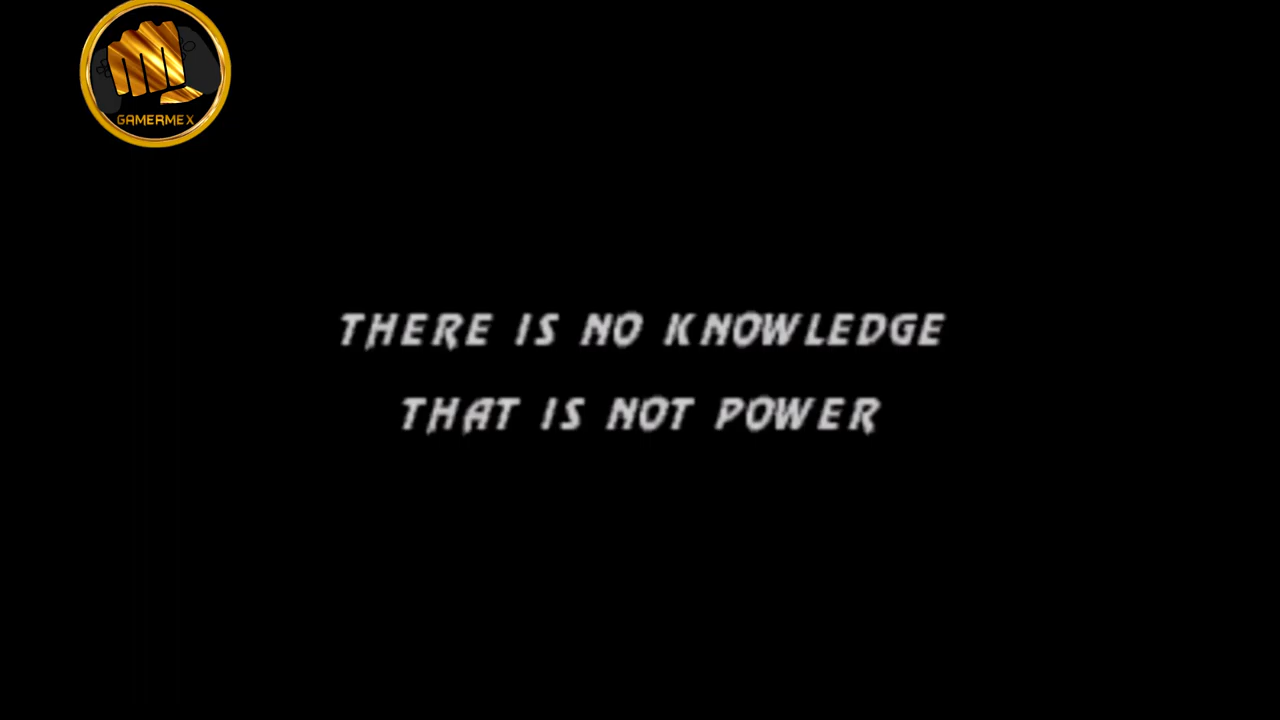 GAMERMEX
THERE IS NO KNOWLEDGE
THAT IS NOT POWER